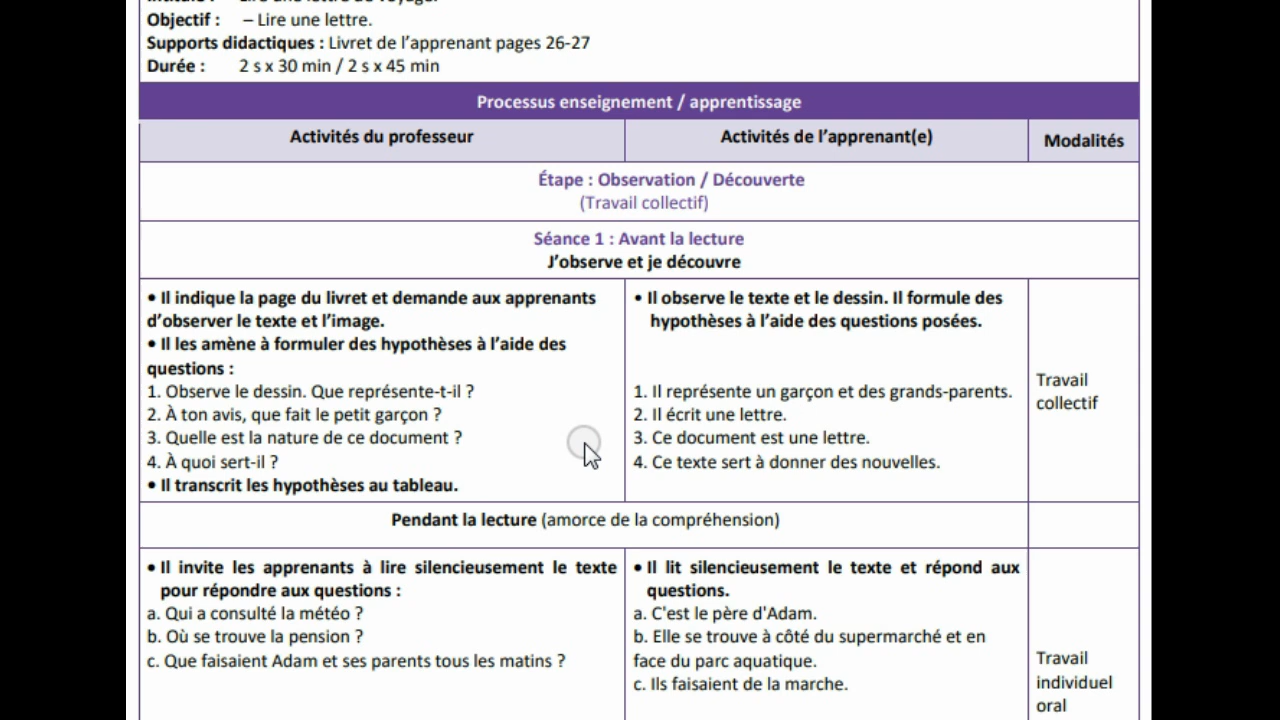 Objectif : – Lire une lettre.
Supports didactiques : Livret de l’apprenant pages 26-27
Durée : 2 s x 30 min / 2 s x 45 min
Processus enseignement / apprentissage
Activités du professeur
Activités de l’apprenant(e)
Modalités
Étape : Observation / Découverte
(Travail collectif)
Séance 1 : Avant la lecture
J’observe et je découvre
• Il indique la page du livret et demande aux apprenants
d’observer le texte et l’image.
• Il les amène à formuler des hypothèses à l’aide des
questions :
1. Observe le dessin. Que représente-t-il ?
2. À ton avis, que fait le petit garçon ?
3. Quelle est la nature de ce document ?
4. À quoi sert-il ?
• Il transcrit les hypothèses au tableau.
• Il observe le texte et le dessin. Il formule des
hypothèses à l’aide des questions posées.
1. Il représente un garçon et des grands-parents.
2. Il écrit une lettre.
3. Ce document est une lettre.
4. Ce texte sert à donner des nouvelles.
Travail
collectif
Pendant la lecture (amorce de la compréhension)
• Il invite les apprenants à lire silencieusement le texte
pour répondre aux questions :
a. Qui a consulté la météo ?
b. Où se trouve la pension ?
c. Que faisaient Adam et ses parents tous les matins ?
• Il lit silencieusement le texte et répond aux
questions.
a. C'est le père d'Adam.
b. Elle se trouve à côté du supermarché et en
face du parc aquatique.
c. Ils faisaient de la marche.
Travail
individuel
oral